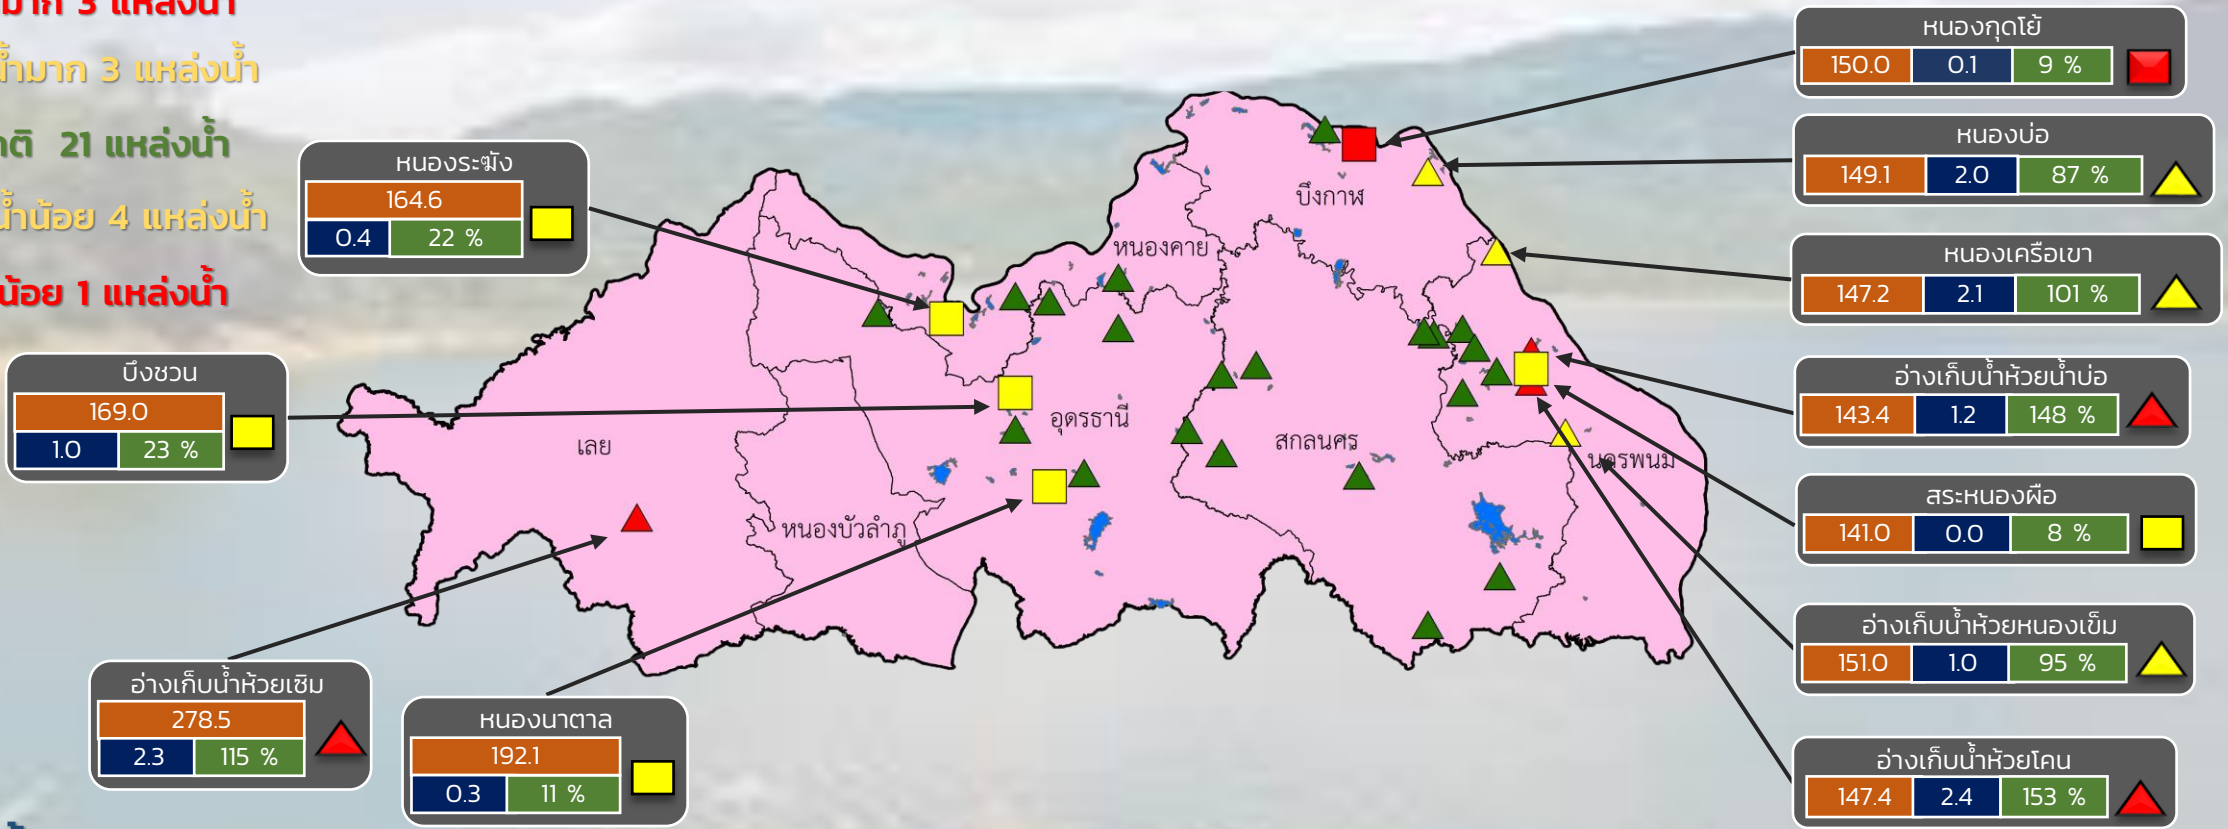 มาก 3 แหล่งน้ำ
น้ำมาก 3 แหล่งน้ำ
21 แหล่งน้ำ
น้ำน้อย 4 แหล่งน้ำ
น้อย 1 แหล่งน้ำ
หนองระฆัง
164.6
0.4 22 %
บึงชวน
169.0
1.0 23 %
อ่างเก็บน้ำห้วยเซิม
278.5
2.3 115 %
หนองนาตาล
192.1
0.3 11 %
บึงกาฬ
หนองคาย
อุดรธานี
เลย
สกลนคร
นครพนม
หนองบัวลำภู
หนองกุดโย้
150.0 0.1 9 %
หนองบ่อ
149.1 2.0 87 %
หนองเครือเขา
147.2 2.1 101 %
อ่างเก็บน้ำห้วยน้ำบ่อ
143.4 1.2 148 %
สระหนองผือ
141.0 0.0 8 %
อ่างเก็บน้ำห้วยหนองเข็ม
151.0 1.0 95 %
อ่างเก็บน้ำห้วยโคน
147.4 2.4 153 %